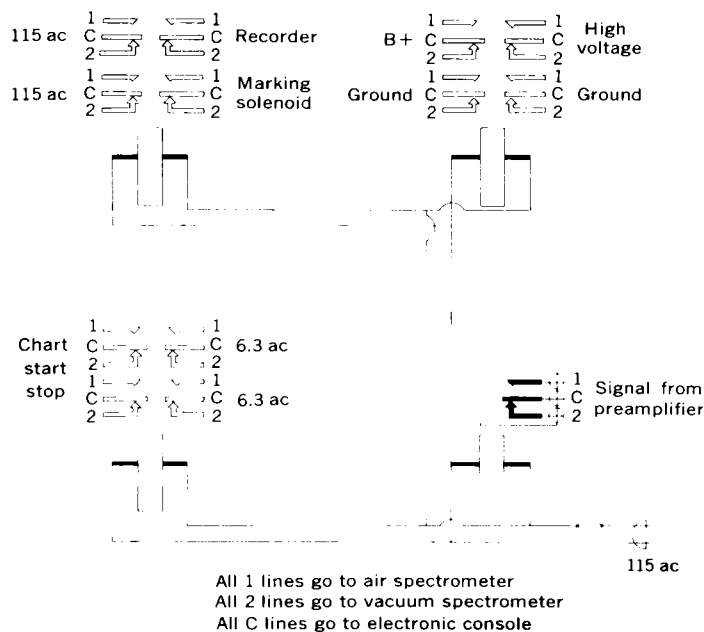 1 1 1 1
115 ac C C Recorder B+ C C High voltage
2 2 2 2
1 1 1 1
115 ac C C Marking solenoid Ground C C Ground
2 2 2 2
1 1
Chart start stop C C 6.3 ac
2 2
1 1
C C 6.3 ac
2 2
1
C Signal from preamplifier
2
115 ac
All 1 lines go to air spectrometer
All 2 lines go to vacuum spectrometer
All C lines go to electronic console